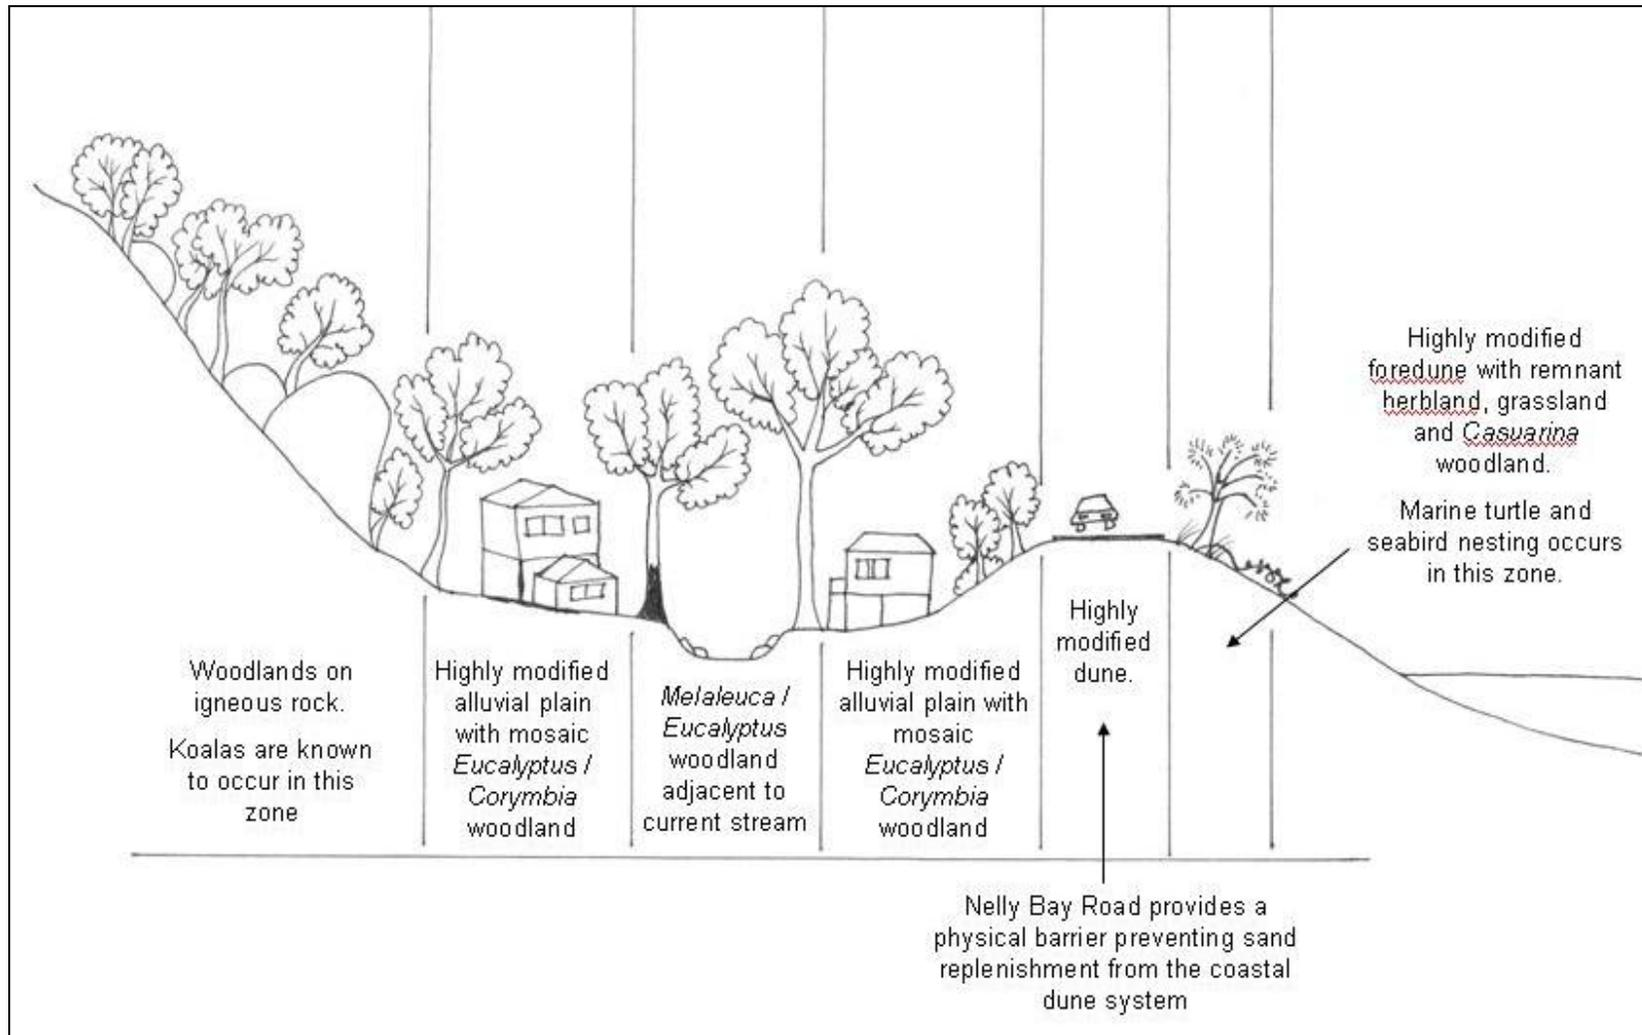 Highly modified
foredune with remnant
herbland, grassland
and Casuarina
woodland.
Marine turtle and
seabird nesting occurs
in this zone.
Woodlands on
igneous rock.
Koalas are known
to occur in this
zone
Highly modified
alluvial plain
with mosaic
Eucalyptus /
Corymbia
woodland
Melaleuca /
Eucalyptus
woodland
adjacent to
current stream
Highly modified
alluvial plain with
mosaic
Eucalyptus /
Corymbia
woodland
Highly
modified
dune.
Nelly Bay Road provides a
physical barrier preventing sand
replenishment from the coastal
dune system